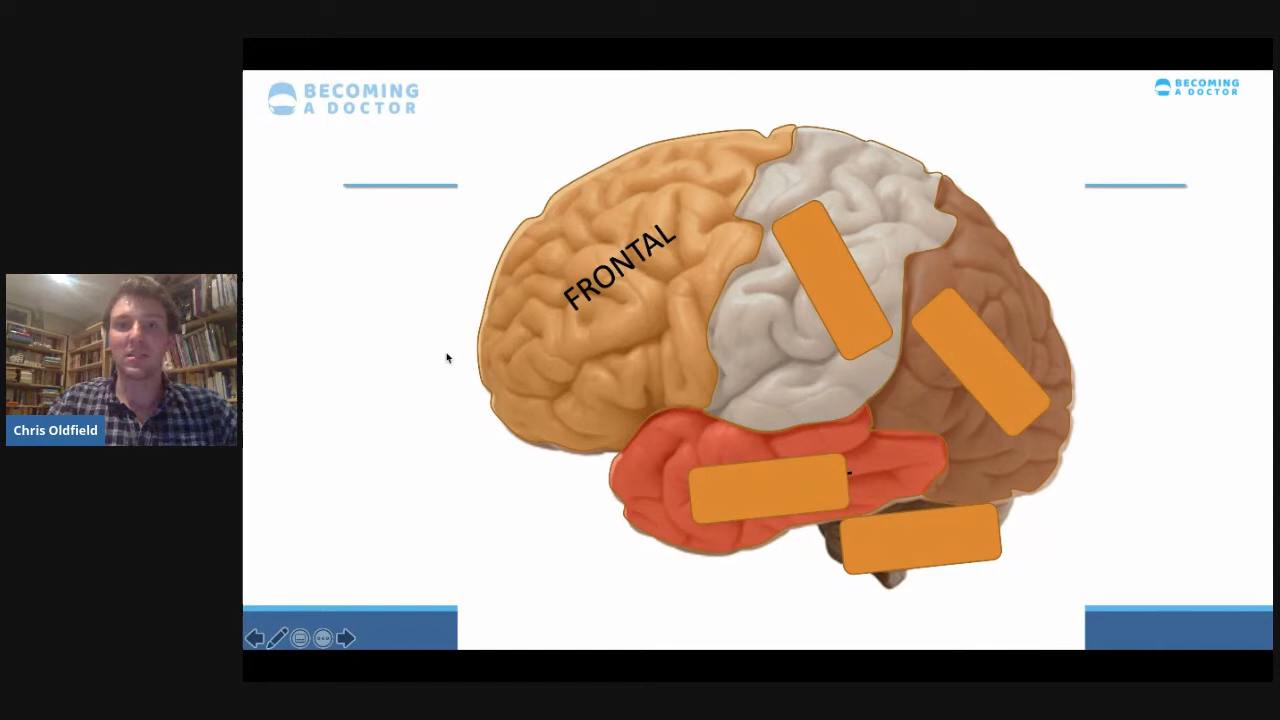 BECOMING
A DOCTOR
BECOMING
A DOCTOR
FRONTAL
Chris Oldfield